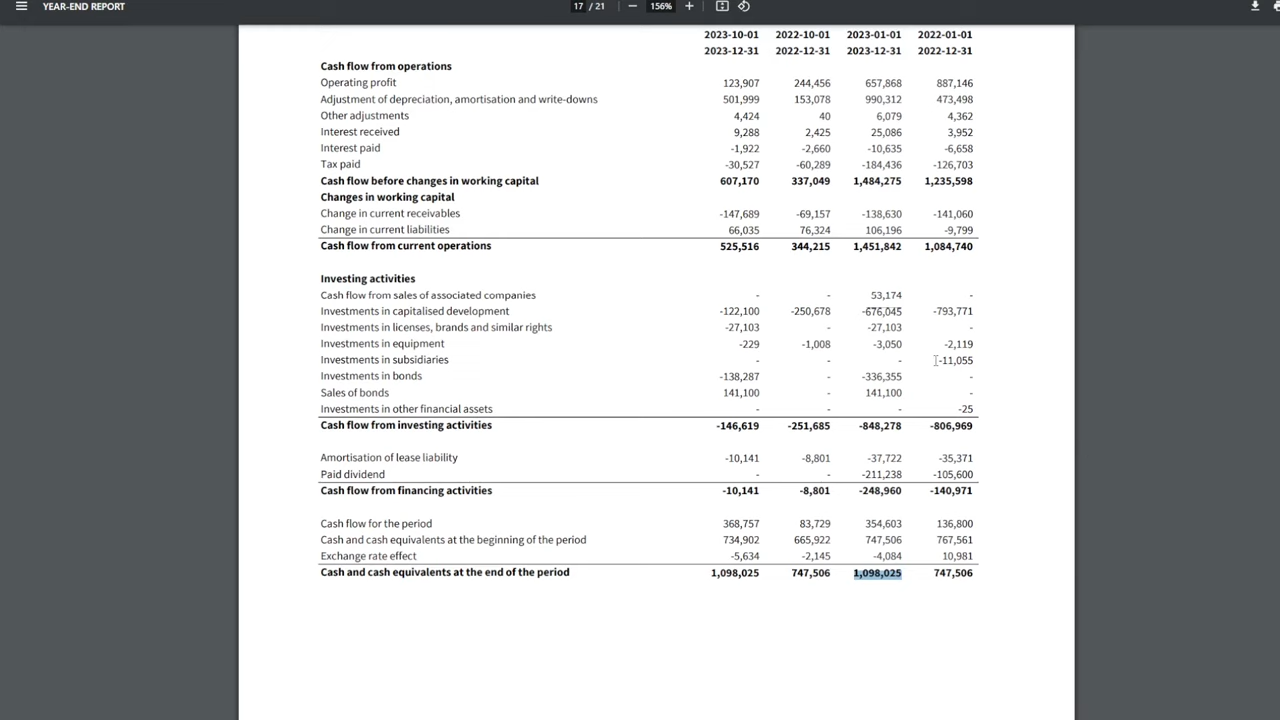 YEAR-END REPORT 17 / 21 156%
2023-10-01 2022-10-01 2023-01-01 2022-01-01
2023-12-31 2022-12-31 2023-12-31 2022-12-31
Cash flow from operations
Operating profit 123,907 244,456 657,868 887,146
Adjustment of depreciation, amortisation and write-downs 501,999 153,078 990,312 473,498
Other adjustments 4,424 40 6,079 4,362
Interest received 9,288 2,425 25,086 3,952
Interest paid -1,922 -2,660 -10,635 -6,658
Tax paid -30,527 -60,289 -184,436 -126,703
Cash flow before changes in working capital 607,170 337,049 1,484,275 1,235,598
Changes in working capital
Change in current receivables -147,689 -69,157 -138,630 -141,060
Change in current liabilities 66,035 76,324 106,196 -9,799
Cash flow from current operations 525,516 344,215 1,451,842 1,084,740
Investing activities
Cash flow from sales of associated companies - - 53,174 -
Investments in capitalised development -122,100 -250,678 -676,045 -793,771
Investments in licenses, brands and similar rights -27,103 - -27,103 -
Investments in equipment -229 -1,008 -3,050 -2,119
Investments in subsidiaries - - - -11,055
Investments in bonds -138,287 - -336,355 -
Sales of bonds 141,100 - 141,100 -
Investments in other financial assets - - - -25
Cash flow from investing activities -146,619 -251,685 -848,278 -806,969
Amortisation of lease liability -10,141 -8,801 -37,722 -35,371
Paid dividend - - -211,238 -105,600
Cash flow from financing activities -10,141 -8,801 -248,960 -140,971
Cash flow for the period 368,757 83,729 354,603 136,800
Cash and cash equivalents at the beginning of the period 734,902 665,922 747,506 767,561
Exchange rate effect -5,634 -2,145 -4,084 10,981
Cash and cash equivalents at the end of the period 1,098,025 747,506 1,098,025 747,506